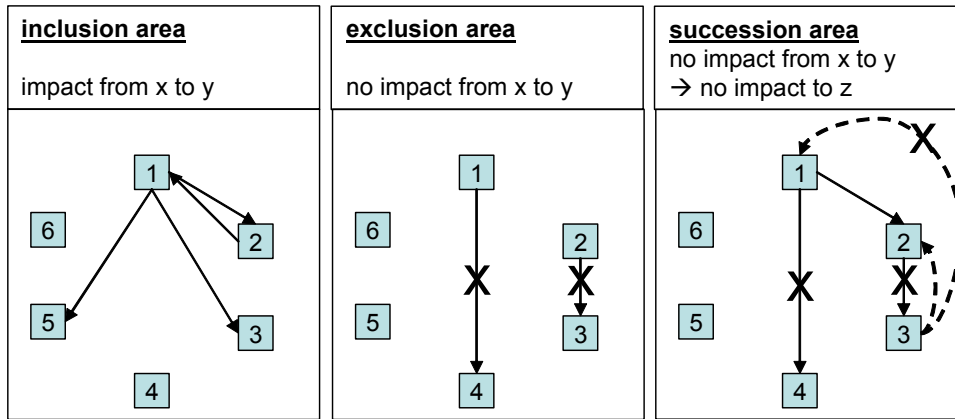 inclusion area
impact from x to y
1
6
2
5
3
4
exclusion area
no impact from x to y
1
6
2
X
X
5
3
4
succession area
no impact from x to y
→ no impact to z
X
1
6
2
X
X
5
3
4